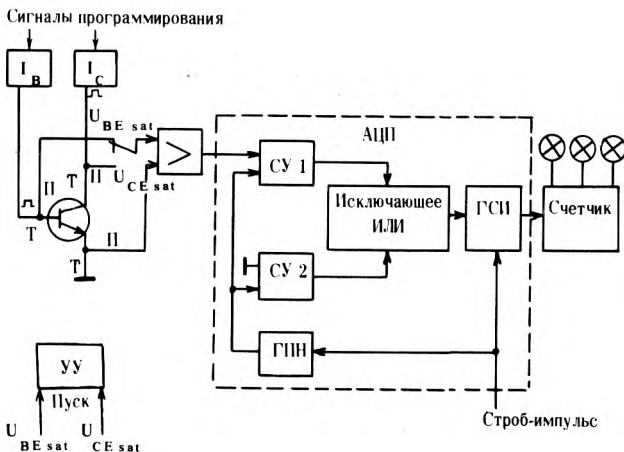 Сигналы программирования
I B
I C
U BE sat
U CE sat
П
Т
П
Т
П
Т
>
АЦП
СУ 1
Исключающее
ИЛИ
ГСИ
Счетчик
СУ 2
ГПН
Строб-импульс
УУ
Пуск
U BE sat
U CE sat